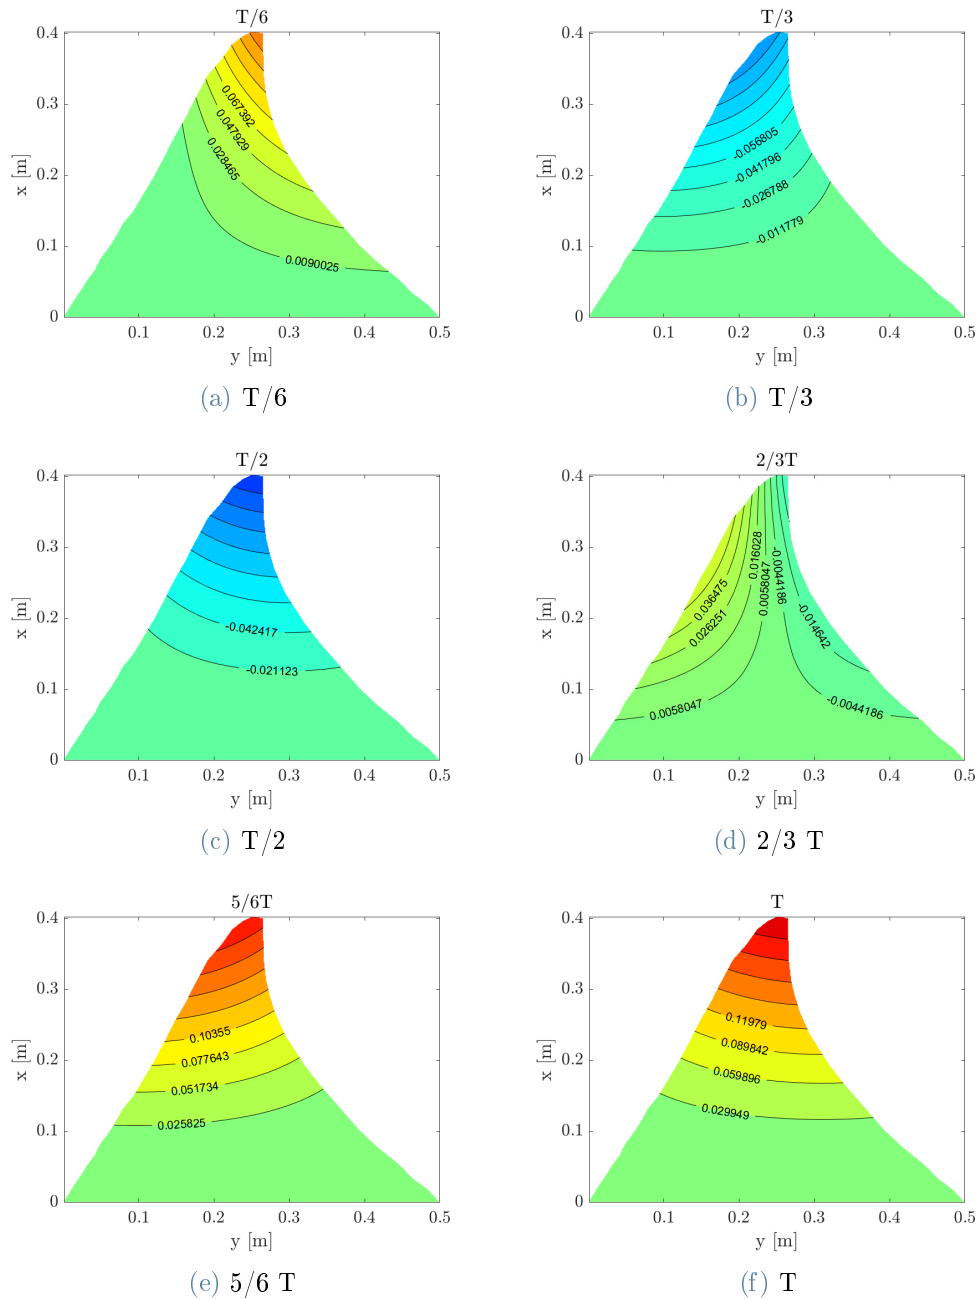 T/6
0.4
0.3
0.2
0.1
0
x [m]
0.067392
0.047929
0.028465
0.0090025
0.1 0.2 0.3 0.4 0.5
y [m]
(a) T/6
T/3
0.4
0.3
0.2
0.1
0
x [m]
-0.056805
-0.041796
-0.026788
-0.011779
0.1 0.2 0.3 0.4 0.5
y [m]
(b) T/3
T/2
0.4
0.3
0.2
0.1
0
x [m]
-0.042417
-0.021123
0.1 0.2 0.3 0.4 0.5
y [m]
(c) T/2
2/3T
0.4
0.3
0.2
0.1
0
x [m]
0.016028
0.0058047
-0.0044186
0.036475
0.026251
-0.014642
0.0058047
-0.0044186
0.1 0.2 0.3 0.4 0.5
y [m]
(d) 2/3 T
5/6T
0.4
0.3
0.2
0.1
0
x [m]
0.10355
0.077643
0.051734
0.025825
0.1 0.2 0.3 0.4 0.5
y [m]
(e) 5/6 T
T
0.4
0.3
0.2
0.1
0
x [m]
0.11979
0.089842
0.059896
0.029949
0.1 0.2 0.3 0.4 0.5
y [m]
(f) T